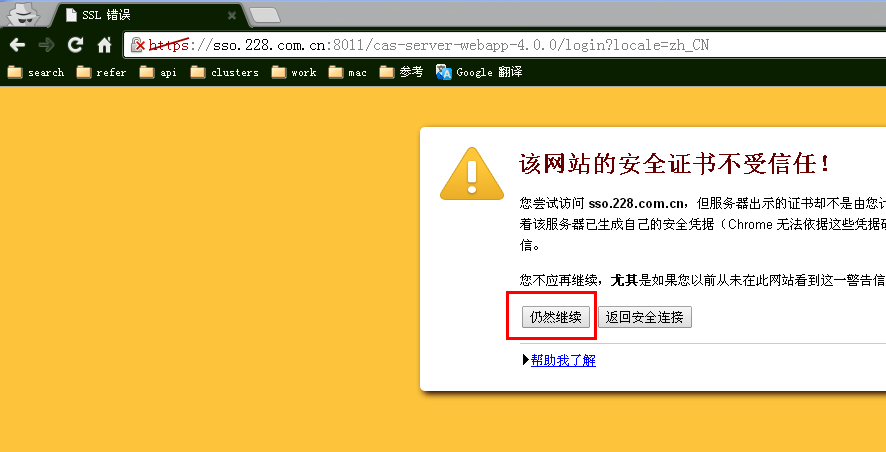 SSL 错误
https://sso.228.com.cn:8011/cas-server-webapp-4.0.0/login?locale=zh_CN
search refer api clusters work mac 参考 Google 翻译
该网站的安全证书不受信任！
您尝试访问 sso.228.com.cn，但服务器出示的证书却不是由您计
着该服务器已生成自己的安全凭据（Chrome 无法依据这些凭据确
信。
您不应再继续，尤其是如果您以前从未在此网站看到这一警告信
仍然继续 返回安全连接
帮助我了解